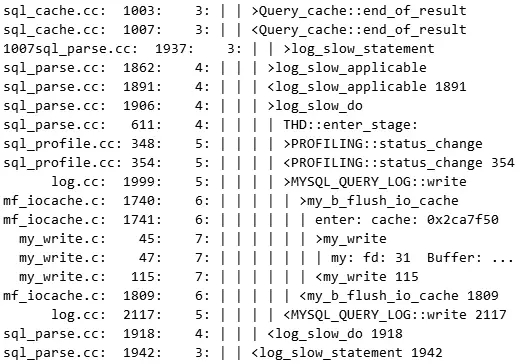 sql_cache.cc:  1003:    3: | | >Query_cache::end_of_result
sql_cache.cc:  1007:    3: | | <Query_cache::end_of_result
1007sql_parse.cc:  1937:    3: | | >log_slow_statement
sql_parse.cc:  1862:    4: | | | >log_slow_applicable
sql_parse.cc:  1891:    4: | | | <log_slow_applicable 1891
sql_parse.cc:  1906:    4: | | | >log_slow_do
sql_parse.cc:   611:    4: | | | | THD::enter_stage:
sql_profile.cc: 348:    5: | | | | >PROFILING::status_change
sql_profile.cc: 354:    5: | | | | <PROFILING::status_change 354
log.cc:  1999:    5: | | | | >MYSQL_QUERY_LOG::write
mf_iocache.c:  1740:    6: | | | | | >my_b_flush_io_cache
mf_iocache.c:  1741:    6: | | | | | | enter: cache: 0x2ca7f50
my_write.c:    45:    7: | | | | | | >my_write
my_write.c:    47:    7: | | | | | | | my: fd: 31  Buffer: ...
my_write.c:   115:    7: | | | | | | <my_write 115
mf_iocache.c:  1809:    6: | | | | | <my_b_flush_io_cache 1809
log.cc:  2117:    5: | | | | <MYSQL_QUERY_LOG::write 2117
sql_parse.cc:  1918:    4: | | | <log_slow_do 1918
sql_parse.cc:  1942:    3: | | <log_slow_statement 1942